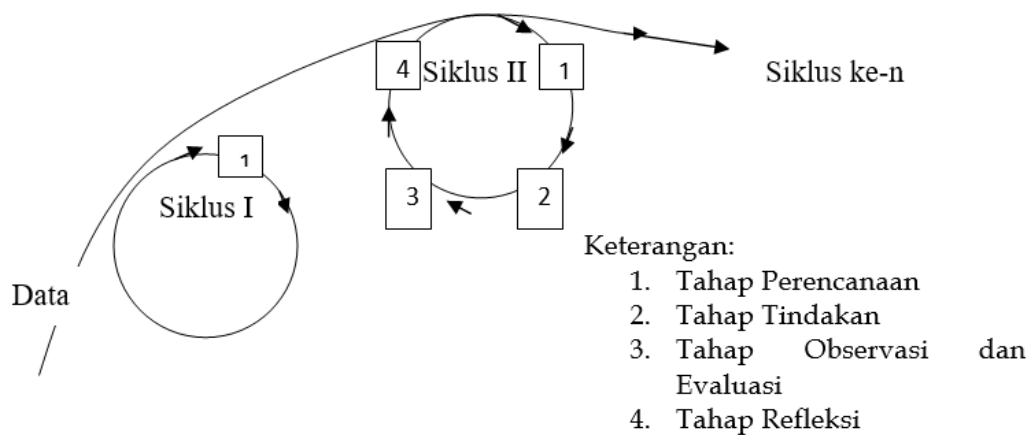 4 Siklus II 1
Siklus ke-n
1
Siklus I
3 2
Data
Keterangan:
1. Tahap Perencanaan
2. Tahap Tindakan
3. Tahap Observasi dan
Evaluasi
4. Tahap Refleksi